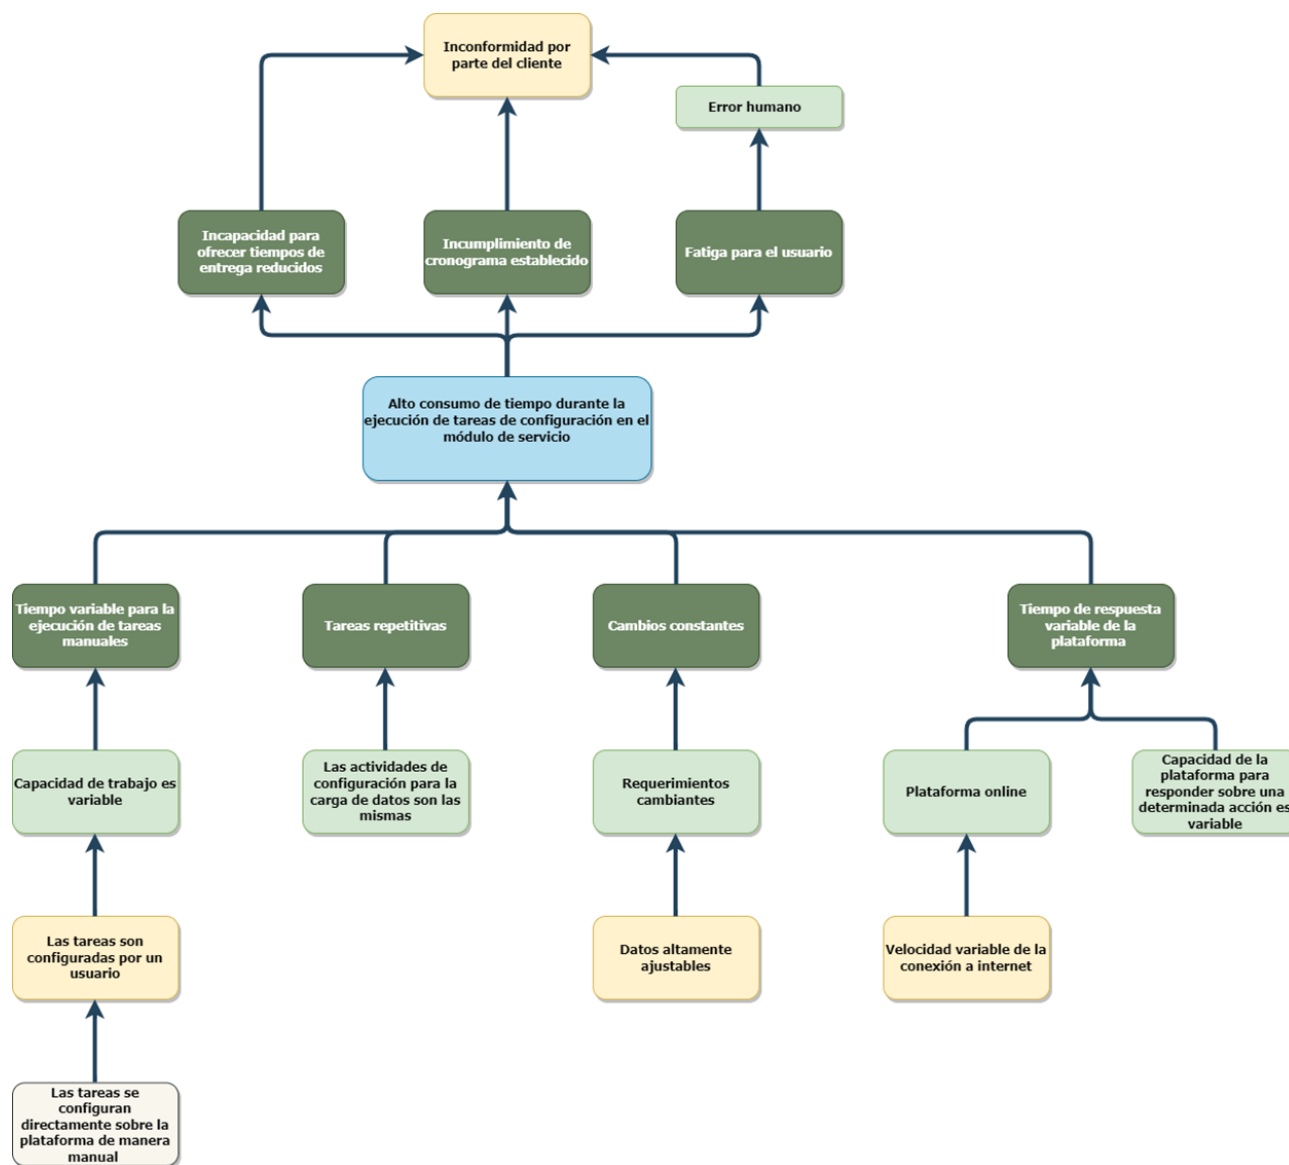 Inconformidad por
parte del cliente
Error humano
Incapacidad para
ofrecer tiempos de
entrega reducidos
Incumplimiento de
cronograma establecido
Fatiga para el usuario
Alto consumo de tiempo durante la
ejecución de tareas de configuración en el
módulo de servicio
Tiempo variable para la
ejecución de tareas
manuales
Tareas repetitivas
Cambios constantes
Tiempo de respuesta
variable de la
plataforma
Capacidad de trabajo es
variable
Las actividades de
configuración para la
carga de datos son las
mismas
Requerimientos
cambiantes
Plataforma online
Capacidad de la
plataforma para
responder sobre una
determinada acción es
variable
Las tareas son
configuradas por un
usuario
Datos altamente
ajustables
Velocidad variable de la
conexión a internet
Las tareas se
configuran
directamente sobre la
plataforma de manera
manual